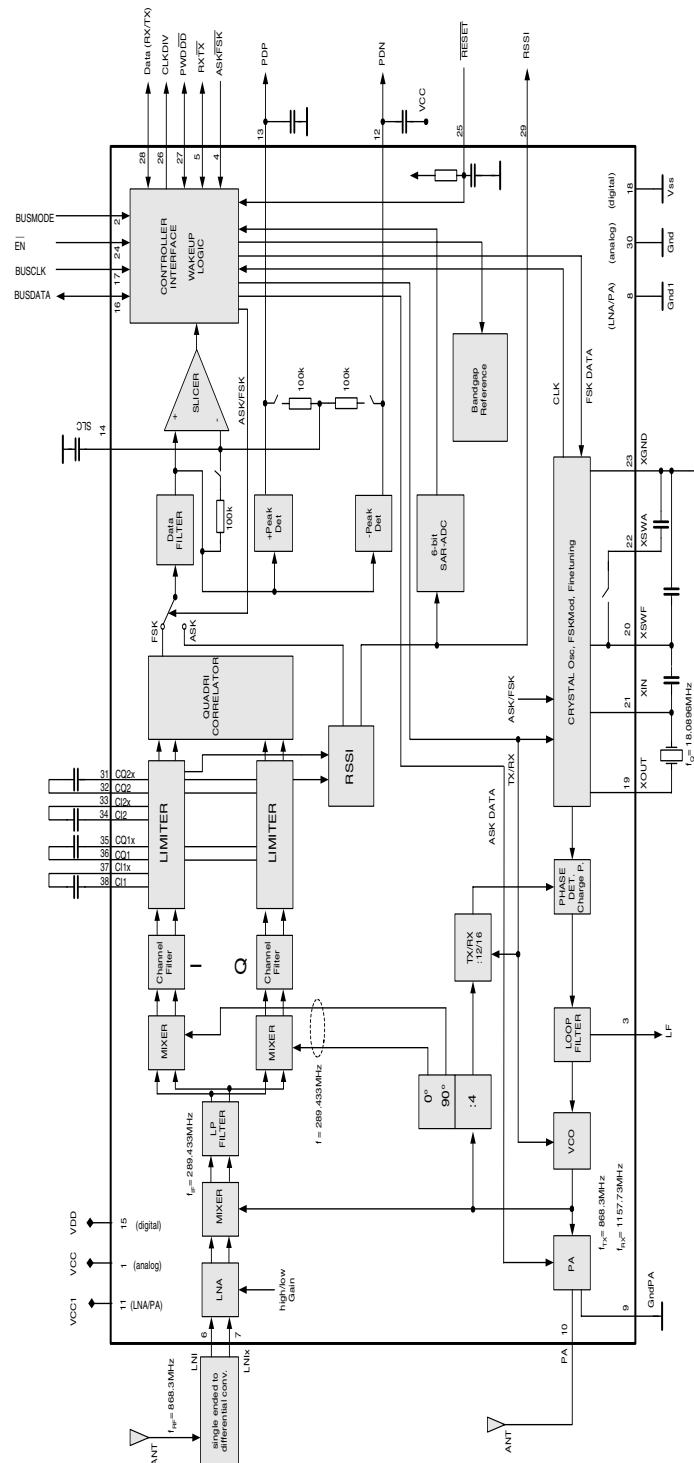 ANT
f RF = 868.3MHz
single ended to
differential conv.
LNI
6
LNIx
7
VCC1
11 (LNA/PA)
VCC
1 (analog)
VDD
15 (digital)
LNA
high/low
Gain
MIXER
f IF = 289.433MHz
LP
FILTER
MIXER
MIXER
f = 289.433MHz
Channel
Filter
I
Q
Channel
Filter
38 CI1
37 CI1x
36 CQ1
35 CQ1x
34 CI2
33 CI2x
32 CQ2
31 CQ2x
LIMITER
LIMITER
QUADRI
CORRELATOR
RSSI
FSK
ASK
Data
FILTER
100k
SLC
14
+
-
SLICER
ASK/FSK
+Peak
Det
-Peak
Det
100k
100k
6-bit
SAR-ADC
Bandgap
Reference
BUSDATA
16
BUSCLK
17
EN
24
BUSMODE
2
CONTROLLER
INTERFACE
WAKEUP
LOGIC
28
Data (RX/TX)
26
CLKDIV
27
PWDDD
5
RXTX
4
ASKFSK
13
PDP
12
PDN
VCC
25
RESET
29
RSSI
0°
90°
:4
TX/RX
:12/16
ASK DATA
TX/RX
ASK/FSK
CLK
FSK DATA
ANT
PA
10
PA
9
GndPA
f TX = 868.3MHz
f RX = 1157.73MHz
VCO
LOOP
FILTER
3
LF
PHASE
DET.
Charge P.
CRYSTAL Osc, FSKMod, Finetuning
19
XOUT
f Q = 18.0896MHz
21
XIN
20
XSWF
22
XSWA
23
XGND
(LNA/PA)
8
Gnd1
(analog)
30
Gnd
(digital)
18
Vss